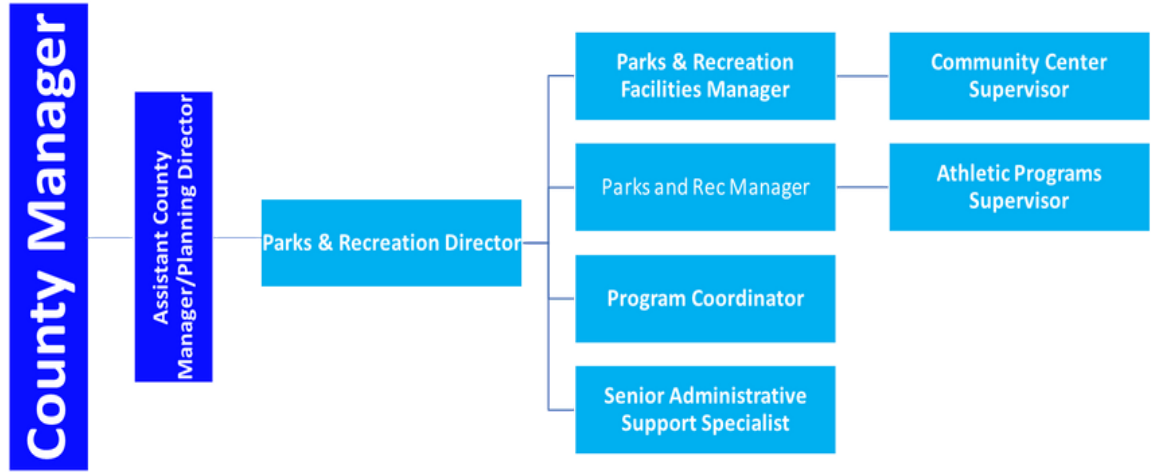 County Manager
Assistant County
Manager/Planning Director
Parks & Recreation Director
Parks & Recreation
Facilities Manager
Community Center
Supervisor
Parks and Rec Manager
Athletic Programs
Supervisor
Program Coordinator
Senior Administrative
Support Specialist